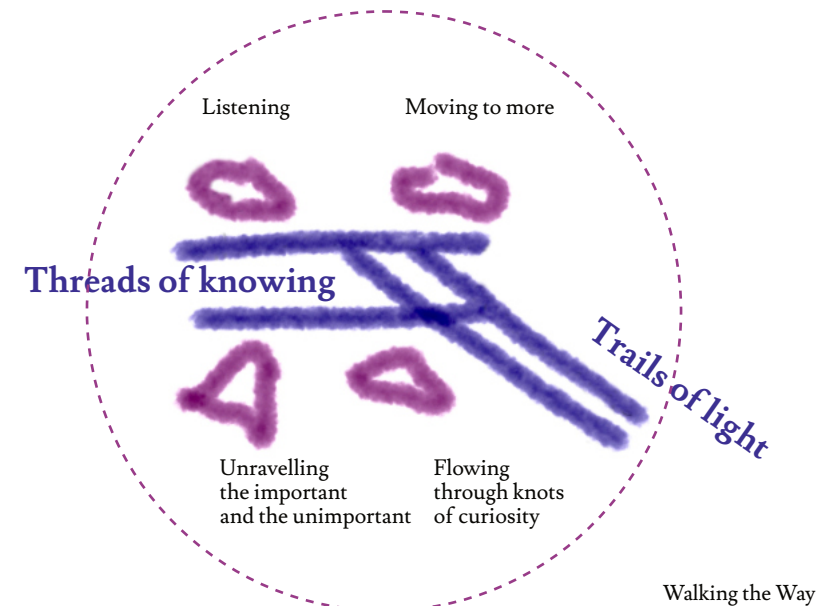 Listening
Moving to more
Threads of knowing
Trails of light
Unravelling
the important
and the unimportant
Flowing
through knots
of curiosity
Walking the Way